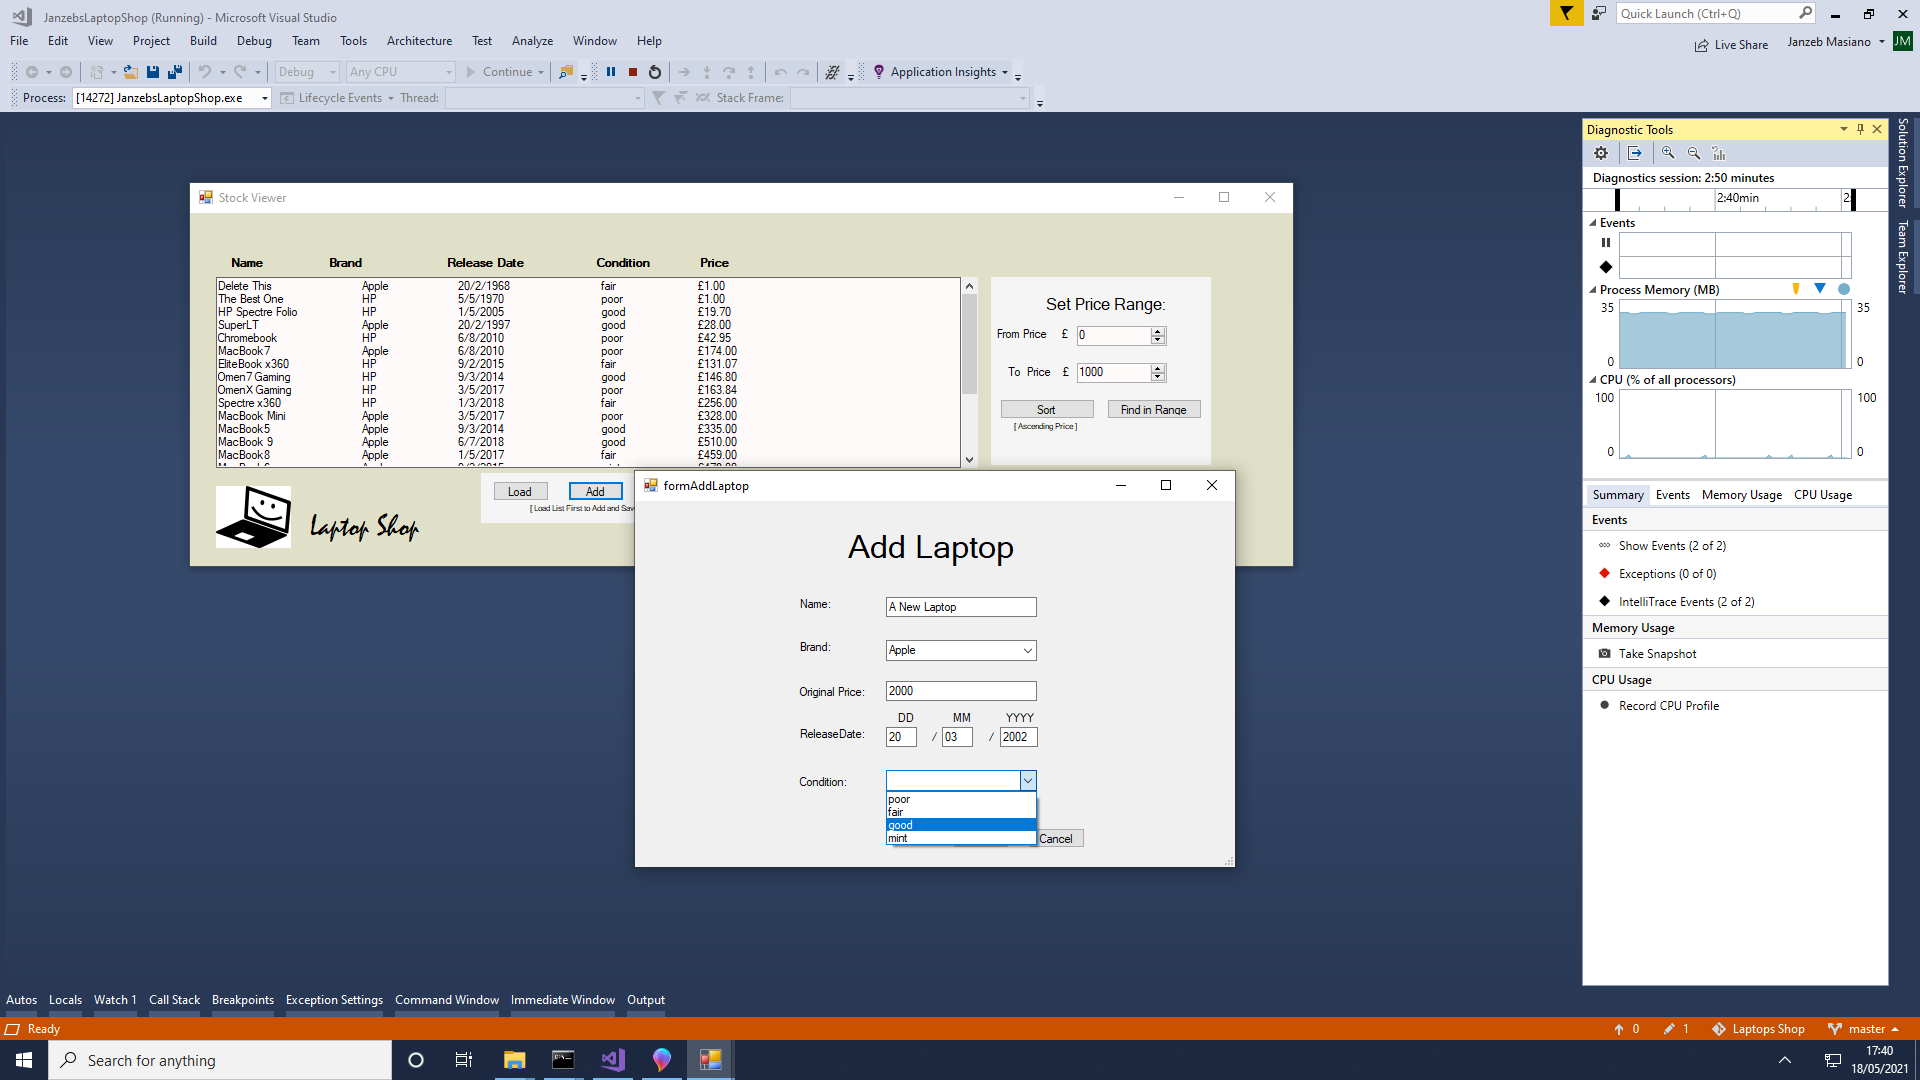 JanzebsLaptopShop (Running) - Microsoft Visual Studio
Quick Launch (Ctrl+Q)
File Edit View Project Build Debug Team Tools Architecture Test Analyze Window Help
Live Share Janzeb Masiano JM
Debug Any CPU Continue Application Insights
Process: [14272] JanzebsLaptopShop.exe Lifecycle Events Thread: Stack Frame:
Stock Viewer
Name Brand Release Date Condition Price
Delete This Apple 20/2/1968 fair £1.00
The Best One HP 5/5/1970 poor £1.00
HP Spectre Folio HP 1/5/2005 good £19.70
SuperLT Apple 20/2/1997 good £28.00
Chromebook HP 6/8/2010 poor £42.95
MacBook7 Apple 6/8/2010 poor £174.00
EliteBook x360 HP 9/2/2015 fair £131.07
Omen7 Gaming HP 9/3/2014 good £146.80
OmenX Gaming HP 3/5/2017 poor £163.84
Spectre x360 HP 1/3/2018 fair £256.00
MacBook Mini Apple 3/5/2017 poor £328.00
MacBook5 Apple 9/3/2014 good £335.00
MacBook 9 Apple 6/7/2018 good £510.00
MacBook8 Apple 1/5/2017 fair £459.00
Set Price Range:
From Price £ 0
To Price £ 1000
Sort Find in Range
[ Ascending Price ]
Load Add
[ Load List First to Add and Save
Laptop Shop
formAddLaptop
Add Laptop
Name: A New Laptop
Brand: Apple
Original Price: 2000
DD MM YYYY
ReleaseDate: 20 / 03 / 2002
Condition:
poor
fair
good
mint
Cancel
Diagnostic Tools
Diagnostics session: 2:50 minutes
2:40min 2:
Events
Process Memory (MB)
35 35
0 0
CPU (% of all processors)
100 100
0 0
Summary Events Memory Usage CPU Usage
Events
Show Events (2 of 2)
Exceptions (0 of 0)
IntelliTrace Events (2 of 2)
Memory Usage
Take Snapshot
CPU Usage
Record CPU Profile
Solution Explorer
Team Explorer
Autos Locals Watch 1 Call Stack Breakpoints Exception Settings Command Window Immediate Window Output
Ready 0 1 Laptops Shop master
Search for anything
17:40
18/05/2021